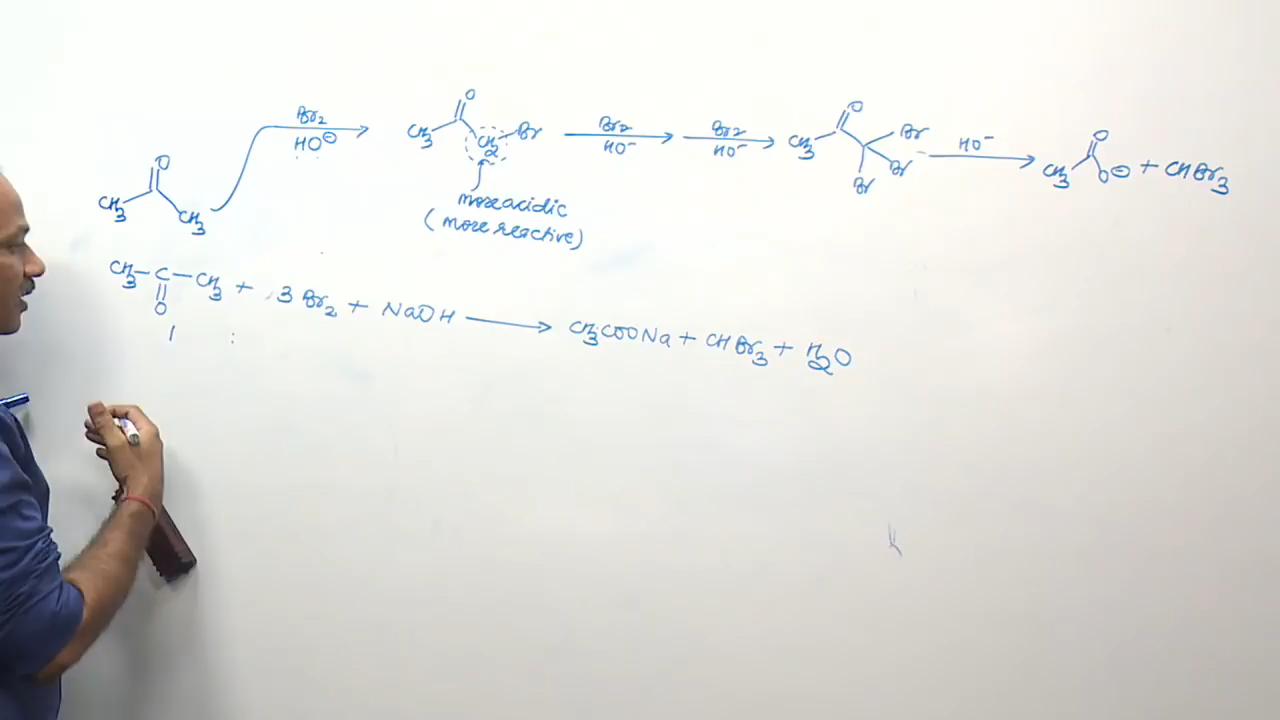 CH3 O CH3 Br2 HO⊖ CH3 O CH2 Br Br2 HO⁻ Br2 HO⁻ CH3 O Br Br Br HO⁻ CH3 O O⊖ + CHBr3
more acidic
(more reactive)
CH3-C-CH3 + 3 Br2 + NaOH → CH3COONa + CHBr3 + H2O
O
1 :